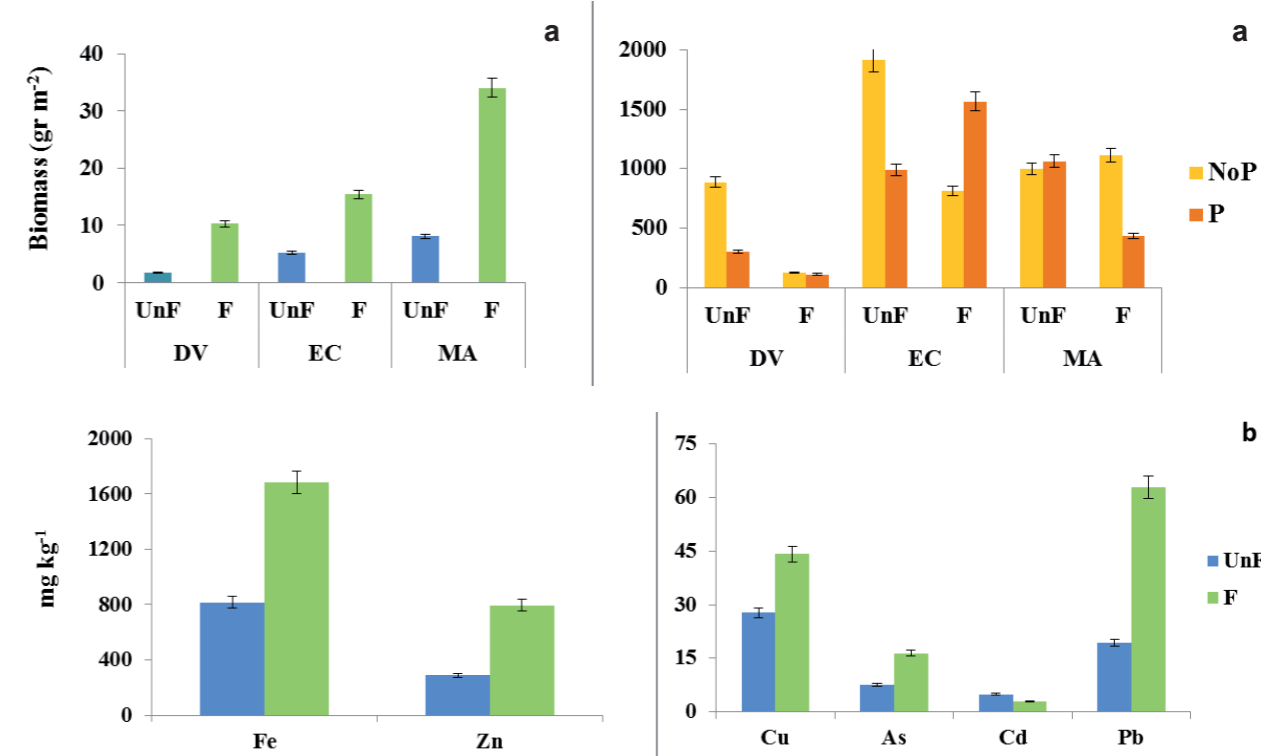 a
Biomass (gr m-2)
40
30
20
10
0
UnF F UnF F UnF F
DV EC MA
a
2000
1500
1000
500
0
UnF F UnF F UnF F
DV EC MA
NoP
P
mg kg-1
2000
1600
1200
800
400
0
Fe Zn
b
75
60
45
30
15
0
Cu As Cd Pb
UnF
F